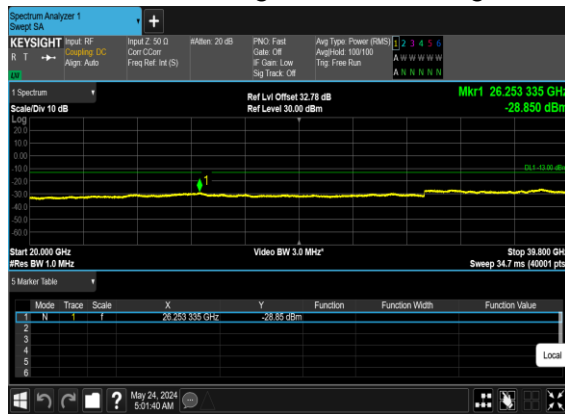 Spectrum Analyzer 1
Swept SA
KEYSIGHT Input: RF Input Z: 50 Ω #Atten: 20 dB PNO: Fast Avg Type: Power (RMS) 1 2 3 4 5 6
R T Coupling: DC Corr CCorr Gate: Off Avg|Hold: 100/100 A W W W W W
Align: Auto Freq Ref: Int (S) IF Gain: Low Trig: Free Run
Sig Track: Off A N N N N N
LXI
1 Spectrum Ref Lvl Offset 32.78 dB Mkr1 26.253 335 GHz
Scale/Div 10 dB Ref Level 30.00 dBm -28.850 dBm
Log
20.0
10.0
0.00
-10.0 DL1 -13.00 dBm
-20.0 1
-30.0
-40.0
-50.0
-60.0
Start 20.000 GHz Video BW 3.0 MHz* Stop 39.800 GHz
#Res BW 1.0 MHz Sweep 34.7 ms (40001 pts)
5 Marker Table
Mode Trace Scale X Y Function Function Width Function Value
1 N 1 f 26.253 335 GHz -28.85 dBm
2
3
4
5
6
Local
? May 24, 2024
5:01:40 AM